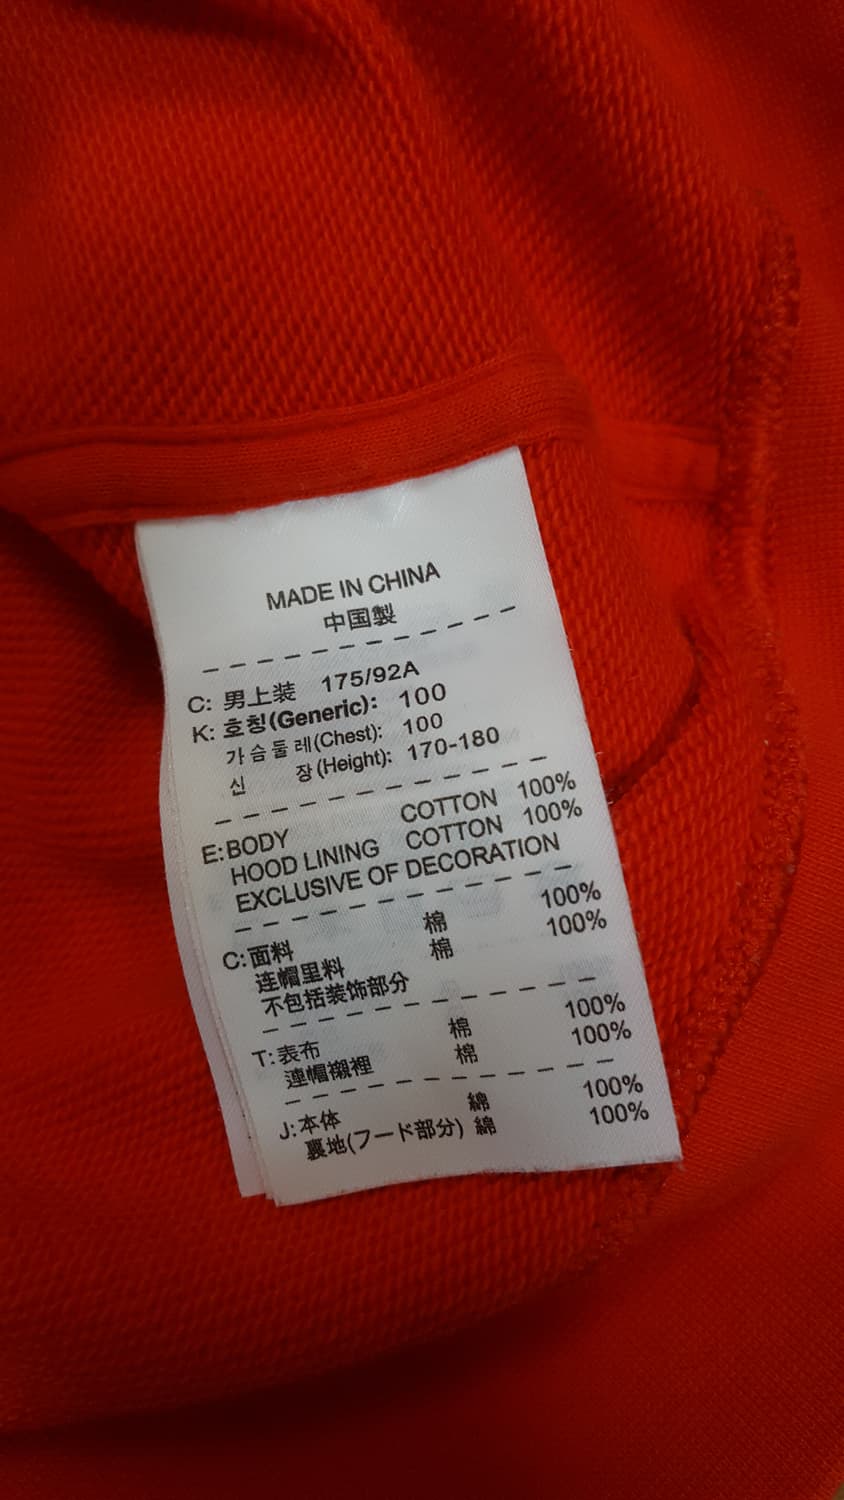 MADE IN CHINA
中国製
C: 男上装 175/92A
K: 호칭(Generic): 100
가슴둘레(Chest): 100
신 장(Height): 170-180
E:BODY COTTON 100%
HOOD LINING COTTON 100%
EXCLUSIVE OF DECORATION
C:面料 棉 100%
连帽里料 棉 100%
不包括装饰部分
T:表布 棉 100%
連帽襯裡 棉 100%
J:本体 綿 100%
裏地(フード部分) 綿 100%